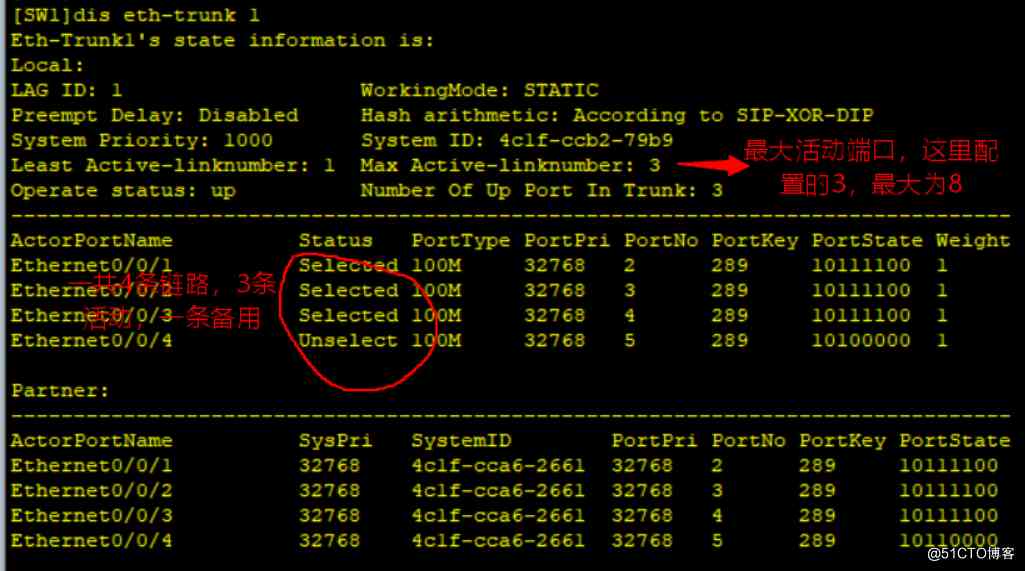 [SW1]dis eth-trunk 1
Eth-Trunk1's state information is:
Local:
LAG ID: 1 WorkingMode: STATIC
Preempt Delay: Disabled Hash arithmetic: According to SIP-XOR-DIP
System Priority: 1000 System ID: 4c1f-ccb2-79b9
Least Active-linknumber: 1 Max Active-linknumber: 3
Operate status: up Number Of Up Port In Trunk: 3
最大活动端口，这里配
置的3，最大为8
--------------------------------------------------------------------------------
ActorPortName Status PortType PortPri PortNo PortKey PortState Weight
Ethernet0/0/1 Selected 100M 32768 2 289 10111100 1
Ethernet0/0/2 Selected 100M 32768 3 289 10111100 1
Ethernet0/0/3 Selected 100M 32768 4 289 10111100 1
Ethernet0/0/4 Unselect 100M 32768 5 289 10100000 1
一共4条链路，3条
活动，一条备用
Partner:
--------------------------------------------------------------------------------
ActorPortName SysPri SystemID PortPri PortNo PortKey PortState
Ethernet0/0/1 32768 4c1f-cca6-2661 32768 2 289 10111100
Ethernet0/0/2 32768 4c1f-cca6-2661 32768 3 289 10111100
Ethernet0/0/3 32768 4c1f-cca6-2661 32768 4 289 10111100
Ethernet0/0/4 32768 4c1f-cca6-2661 32768 5 289 10110000
@51CTO博客